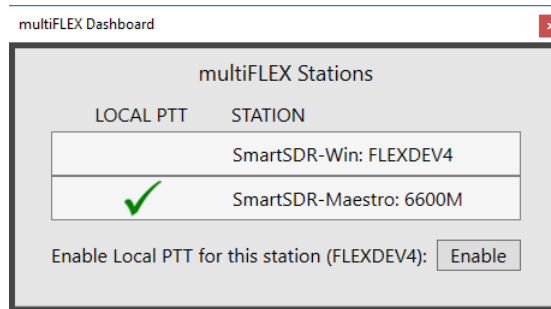 multiFLEX Dashboard
multiFLEX Stations
LOCAL PTT STATION
SmartSDR-Win: FLEXDEV4
SmartSDR-Maestro: 6600M
Enable Local PTT for this station (FLEXDEV4): Enable